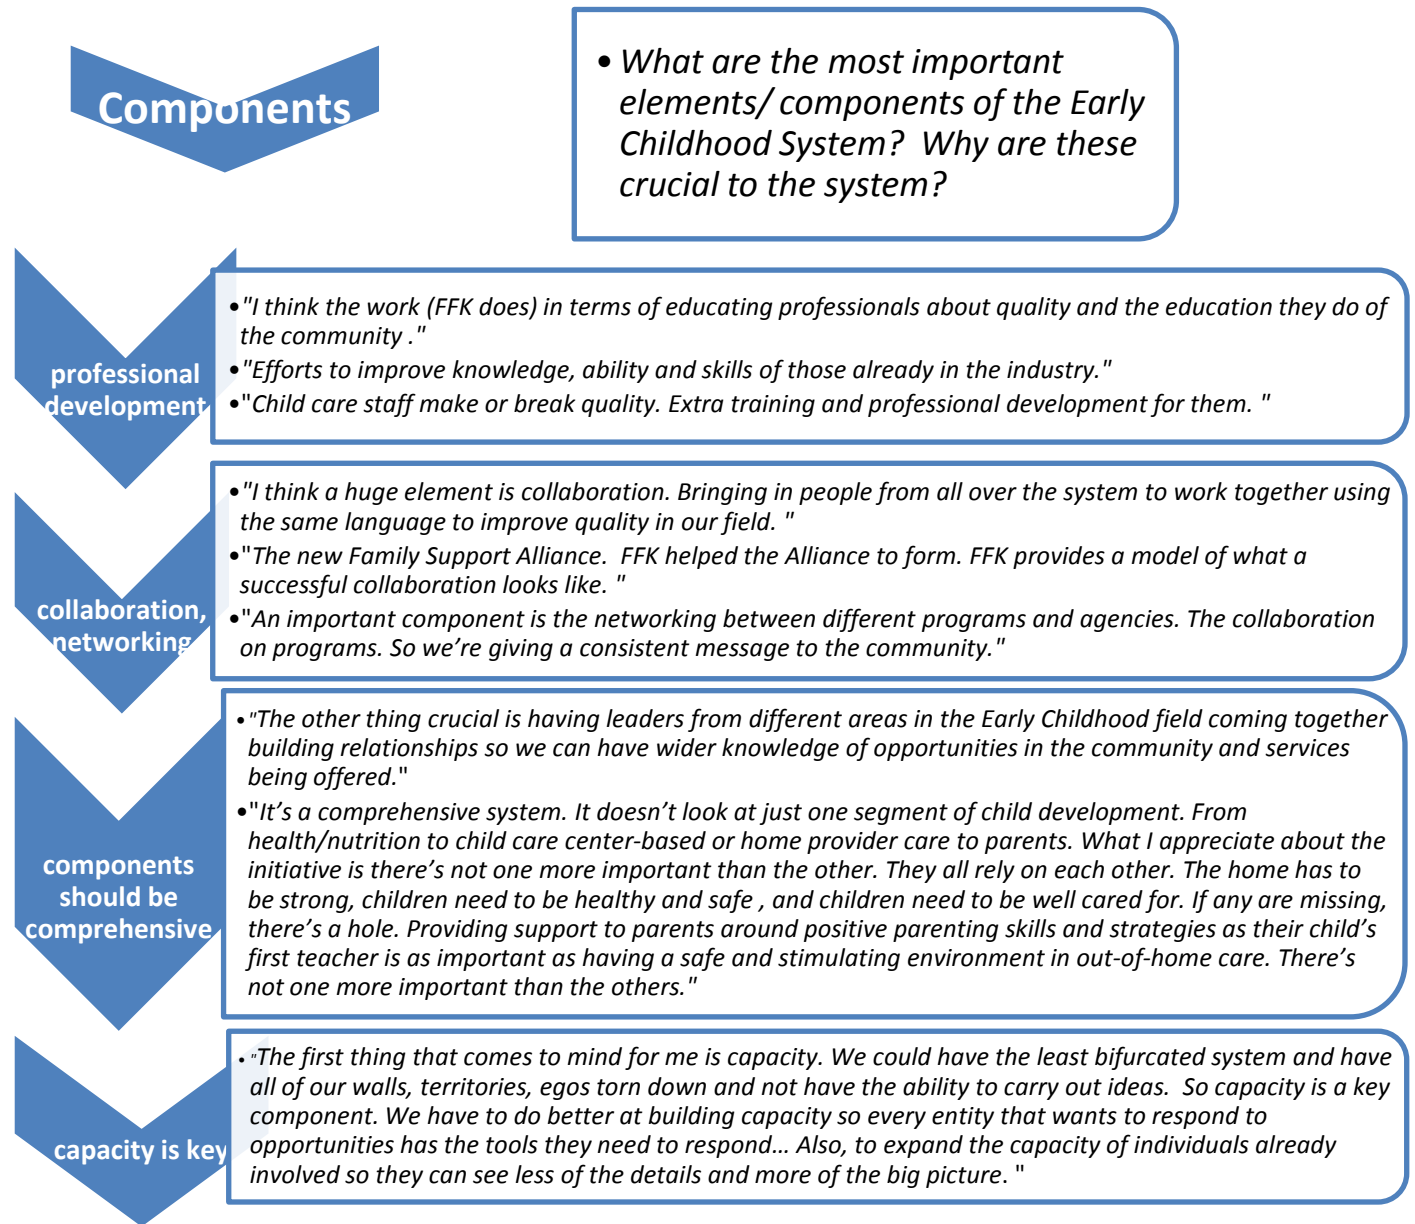 Components
• What are the most important
elements/ components of the Early
Childhood System?  Why are these
crucial to the system?
professional
development
•"I think the work (FFK does) in terms of educating professionals about quality and the education they do of
the community ."
•"Efforts to improve knowledge, ability and skills of those already in the industry."
•"Child care staff make or break quality. Extra training and professional development for them. "
collaboration,
networking
•"I think a huge element is collaboration. Bringing in people from all over the system to work together using
the same language to improve quality in our field. "
•"The new Family Support Alliance.  FFK helped the Alliance to form. FFK provides a model of what a
successful collaboration looks like. "
•"An important component is the networking between different programs and agencies. The collaboration
on programs. So we’re giving a consistent message to the community."
components
should be
comprehensive
• "The other thing crucial is having leaders from different areas in the Early Childhood field coming together
building relationships so we can have wider knowledge of opportunities in the community and services
being offered."
•"It’s a comprehensive system. It doesn’t look at just one segment of child development. From
health/nutrition to child care center-based or home provider care to parents. What I appreciate about the
initiative is there’s not one more important than the other. They all rely on each other. The home has to
be strong, children need to be healthy and safe , and children need to be well cared for. If any are missing,
there’s a hole. Providing support to parents around positive parenting skills and strategies as their child’s
first teacher is as important as having a safe and stimulating environment in out-of-home care. There’s
not one more important than the others."
capacity is key
• "The first thing that comes to mind for me is capacity. We could have the least bifurcated system and have
all of our walls, territories, egos torn down and not have the ability to carry out ideas.  So capacity is a key
component. We have to do better at building capacity so every entity that wants to respond to
opportunities has the tools they need to respond… Also, to expand the capacity of individuals already
involved so they can see less of the details and more of the big picture. "